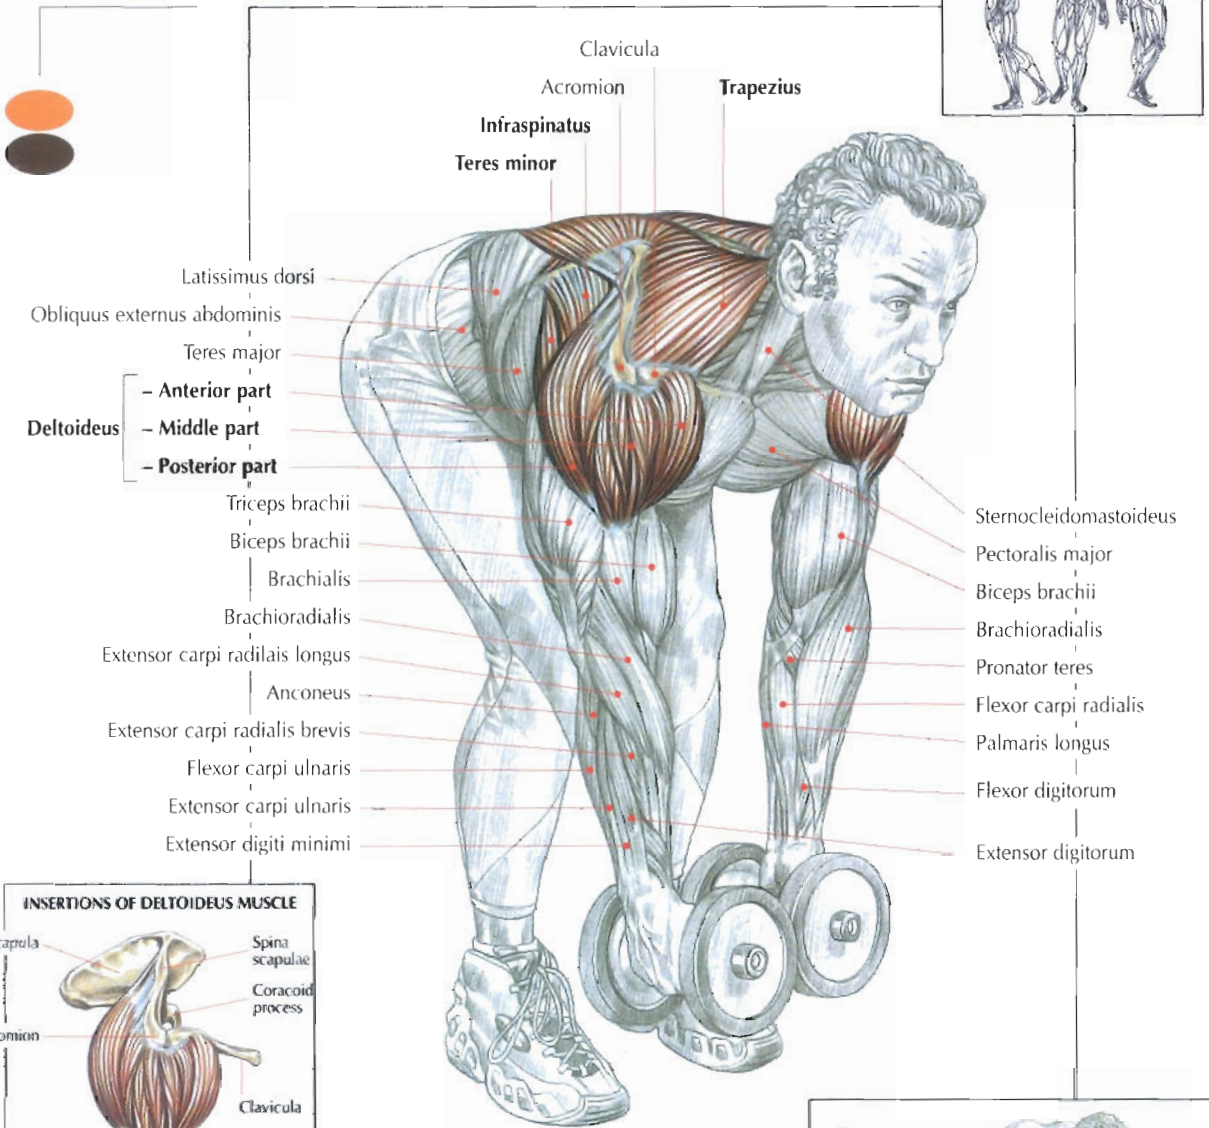 Clavicula
Acromion
Trapezius
Infraspinatus
Teres minor
Latissimus dorsi
Obliquus externus abdominis
Teres major
Deltoideus
– Anterior part
– Middle part
– Posterior part
Triceps brachii
Biceps brachii
Brachialis
Brachioradialis
Extensor carpi radilais longus
Anconeus
Extensor carpi radialis brevis
Flexor carpi ulnaris
Extensor carpi ulnaris
Extensor digiti minimi
Sternocleidomastoideus
Pectoralis major
Biceps brachii
Brachioradialis
Pronator teres
Flexor carpi radialis
Palmaris longus
Flexor digitorum
Extensor digitorum
INSERTIONS OF DELTOIDEUS MUSCLE
capula
Spina
scapulae
Coracoid
process
omion
Clavicula